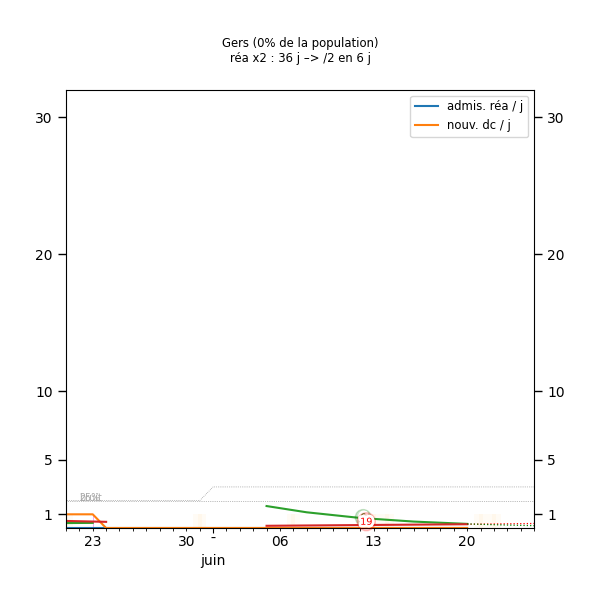 Gers (0% de la population)
réa x2 : 36 j –> /2 en 6 j
admis. réa / j
nouv. dc / j
30 30
20 20
10 10
5 5
1 1
19
23 30 - 06 13 20
juin